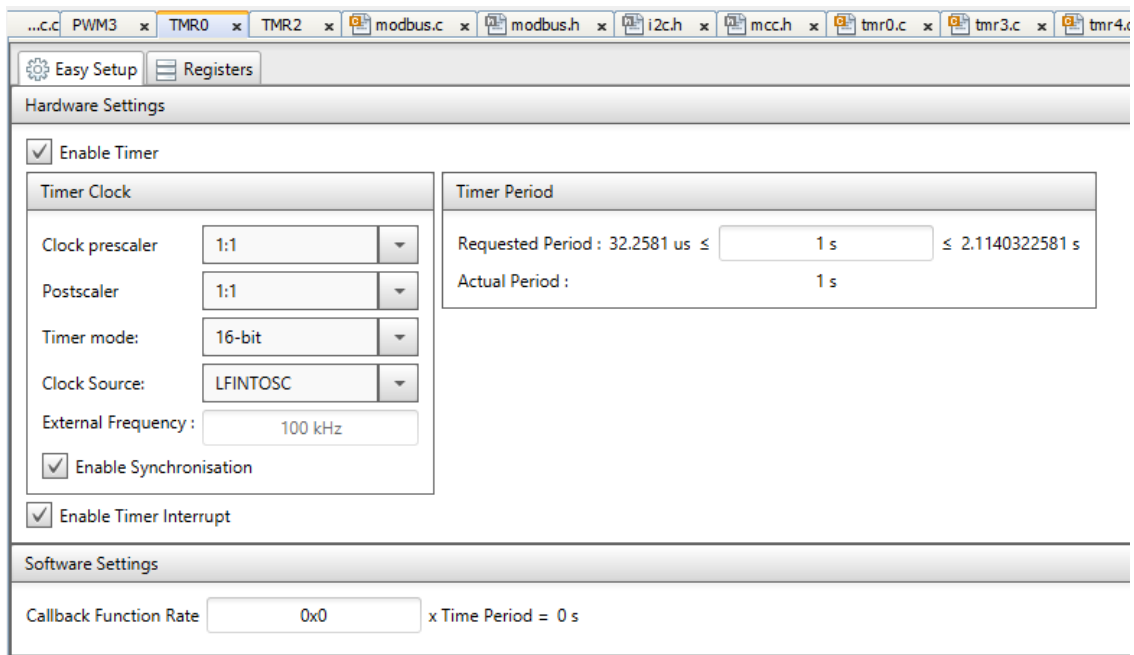 ...c.c PWM3 x TMR0 x TMR2 x modbus.c x modbus.h x i2c.h x mcc.h x tmr0.c x tmr3.c x tmr4.c
Easy Setup Registers
Hardware Settings
Enable Timer
Timer Clock
Clock prescaler 1:1
Postscaler 1:1
Timer mode: 16-bit
Clock Source: LFINTOSC
External Frequency : 100 kHz
Enable Synchronisation
Timer Period
Requested Period : 32.2581 us ≤ 1 s ≤ 2.1140322581 s
Actual Period : 1 s
Enable Timer Interrupt
Software Settings
Callback Function Rate 0x0 x Time Period = 0 s